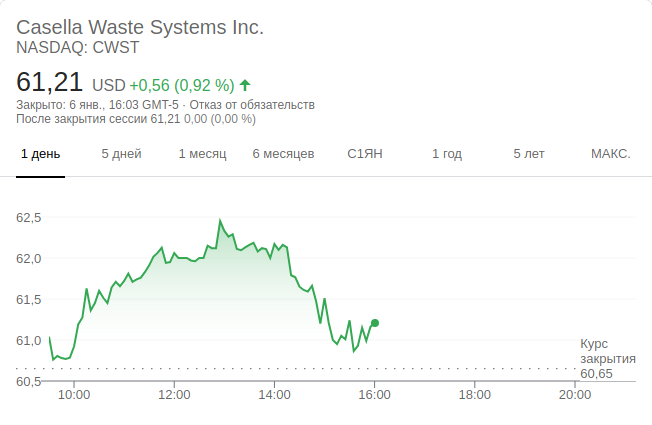 Casella Waste Systems Inc.
NASDAQ: CWST
61,21 USD +0,56 (0,92 %)
Закрыто: 6 янв., 16:03 GMT-5 · Отказ от обязательств
После закрытия сессии 61,21 0,00 (0,00 %)
1 день 5 дней 1 месяц 6 месяцев С1ЯН 1 год 5 лет МАКС.
62,5
62,0
61,5
61,0
60,5
Курс
закрытия
60,65
10:00 12:00 14:00 16:00 18:00 20:00